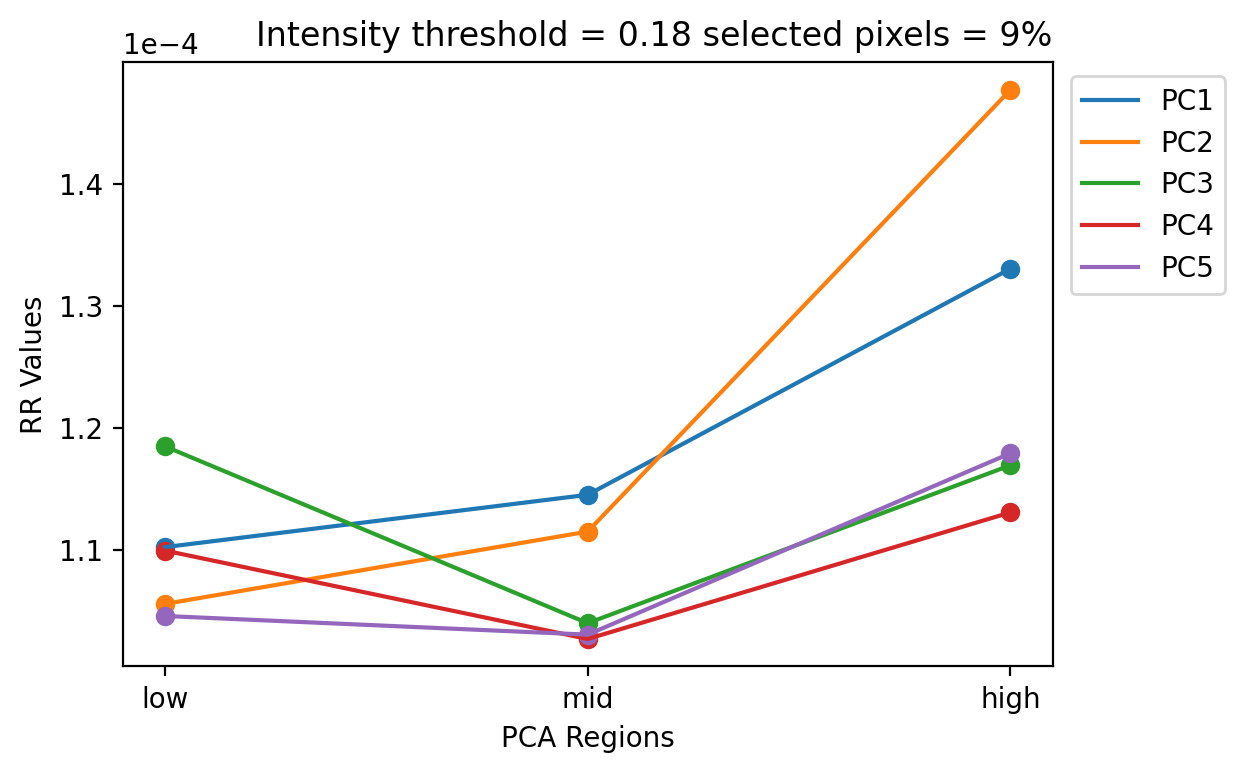 Intensity threshold = 0.18 selected pixels = 9%
1e−4
1.4
1.3
1.2
1.1
RR Values
low
mid
high
PCA Regions
PC1
PC2
PC3
PC4
PC5